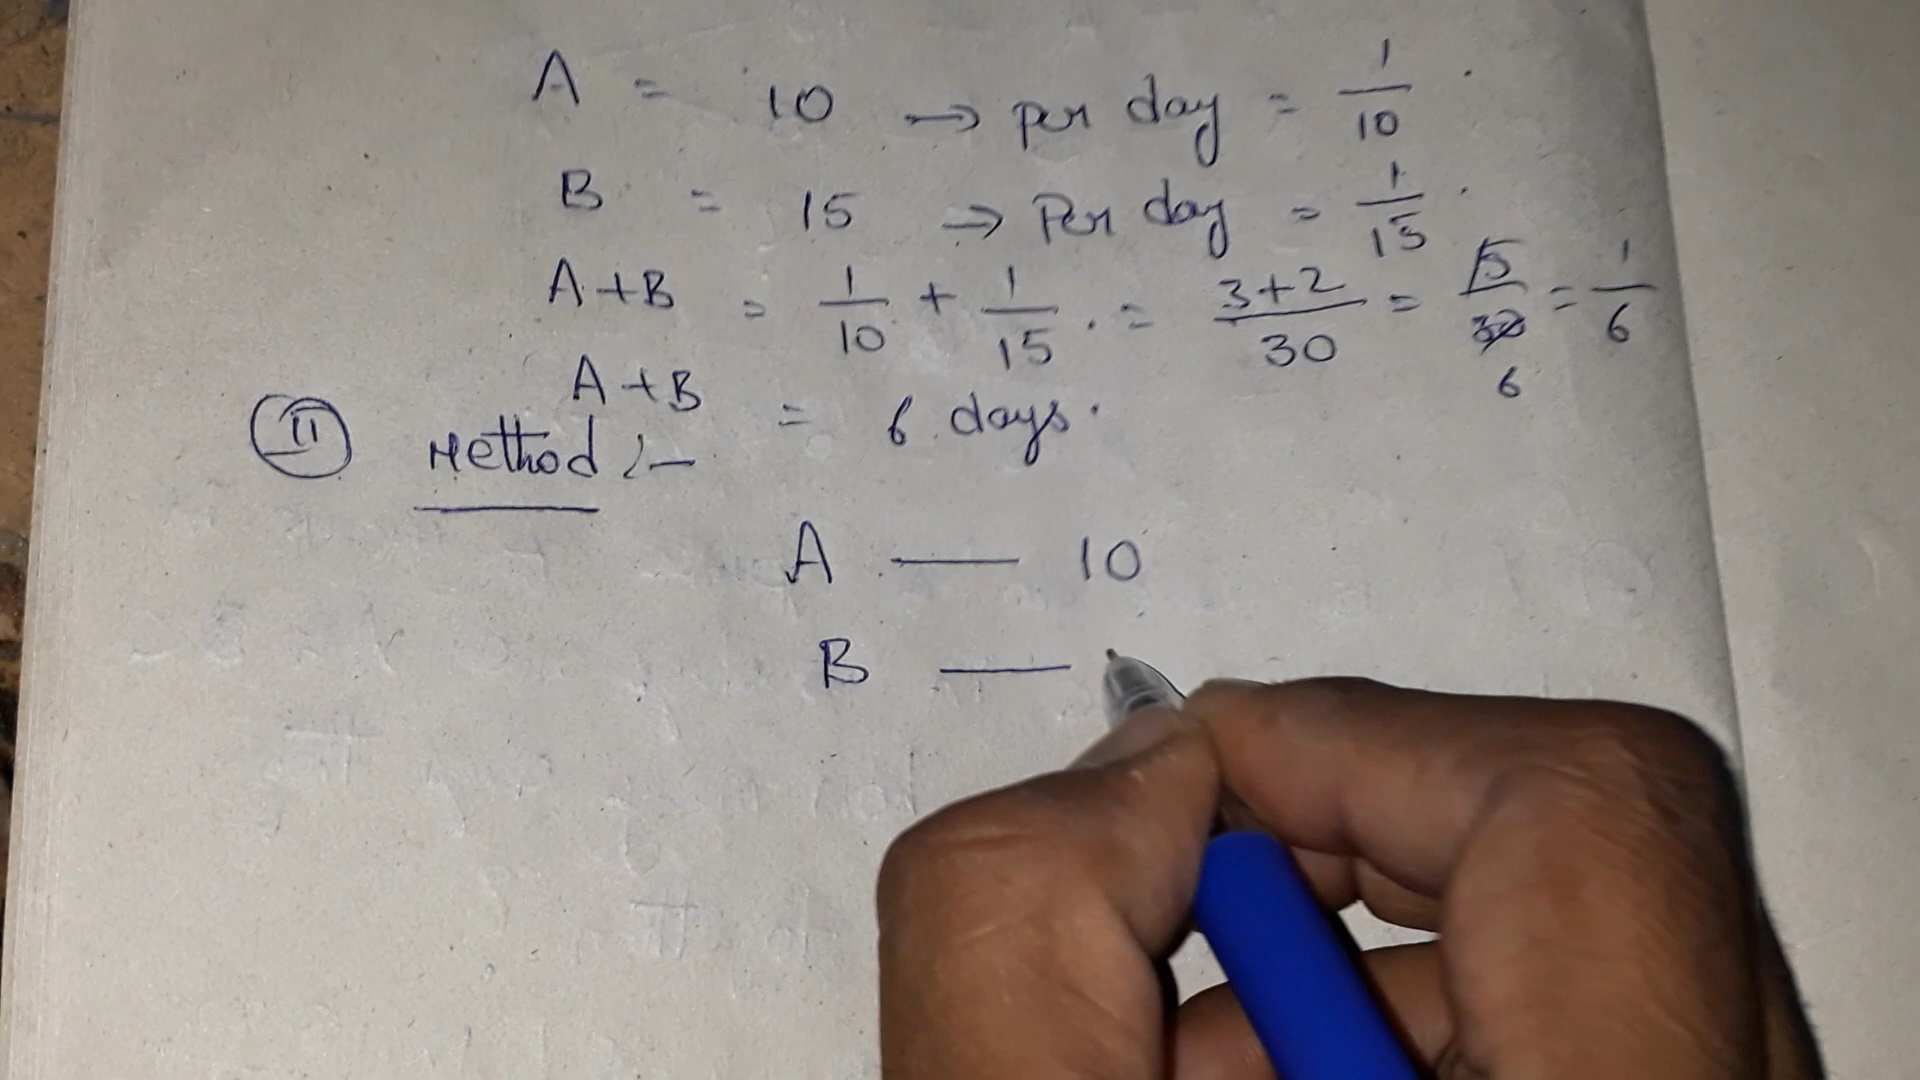 A = 10 → per day = 1/10.
B = 15 → Per day = 1/15.
A+B = 1/10 + 1/15. = 3+2/30 = 5/30 6 = 1/6
A+B = 6 days.
II Method :-
A — 10
B —